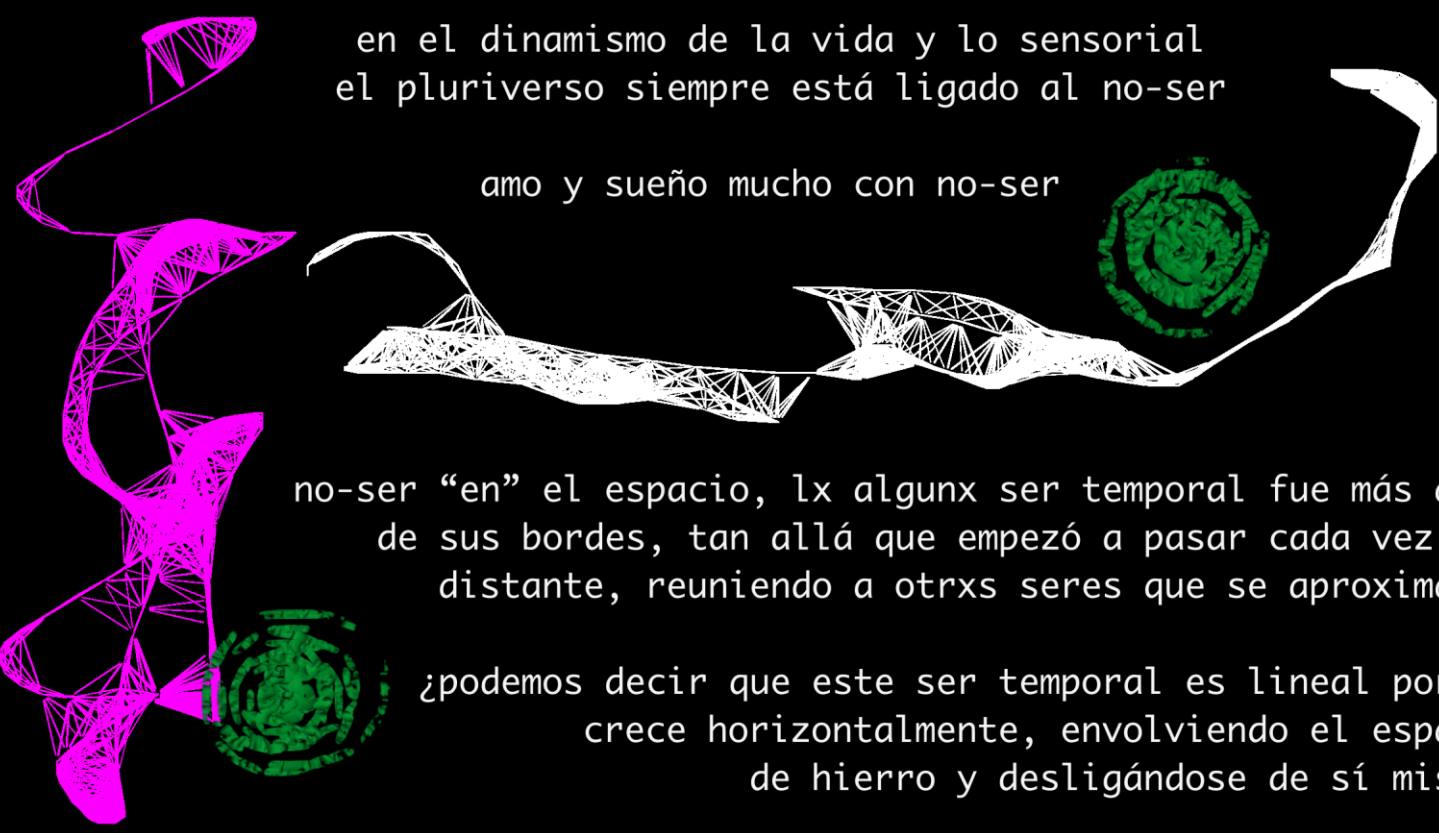 en el dinamismo de la vida y lo sensorial
el pluriverso siempre está ligado al no-ser
amo y sueño mucho con no-ser
no-ser “en” el espacio, lx algunx ser temporal fue más
de sus bordes, tan allá que empezó a pasar cada vez
distante, reuniendo a otrxs seres que se
¿podemos decir que este ser temporal es lineal
crece horizontalmente, envolviendo el
de hierro y desligándose de sí